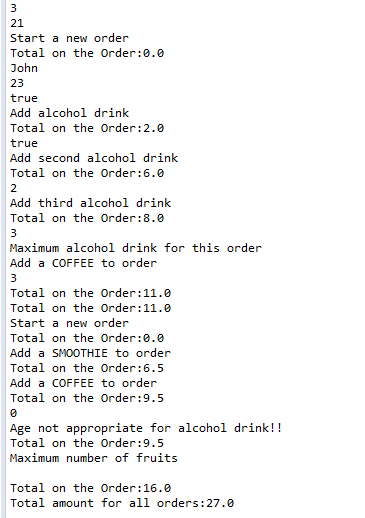 3
21
Start a new order
Total on the Order:0.0
John
23
true
Add alcohol drink
Total on the Order:2.0
true
Add second alcohol drink
Total on the Order:6.0
2
Add third alcohol drink
Total on the Order:8.0
3
Maximum alcohol drink for this order
Add a COFFEE to order
3
Total on the Order:11.0
Total on the Order:11.0
Start a new order
Total on the Order:0.0
Add a SMOOTHIE to order
Total on the Order:6.5
Add a COFFEE to order
Total on the Order:9.5
0
Age not appropriate for alcohol drink!!
Total on the Order:9.5
Maximum number of fruits

Total on the Order:16.0
Total amount for all orders:27.0